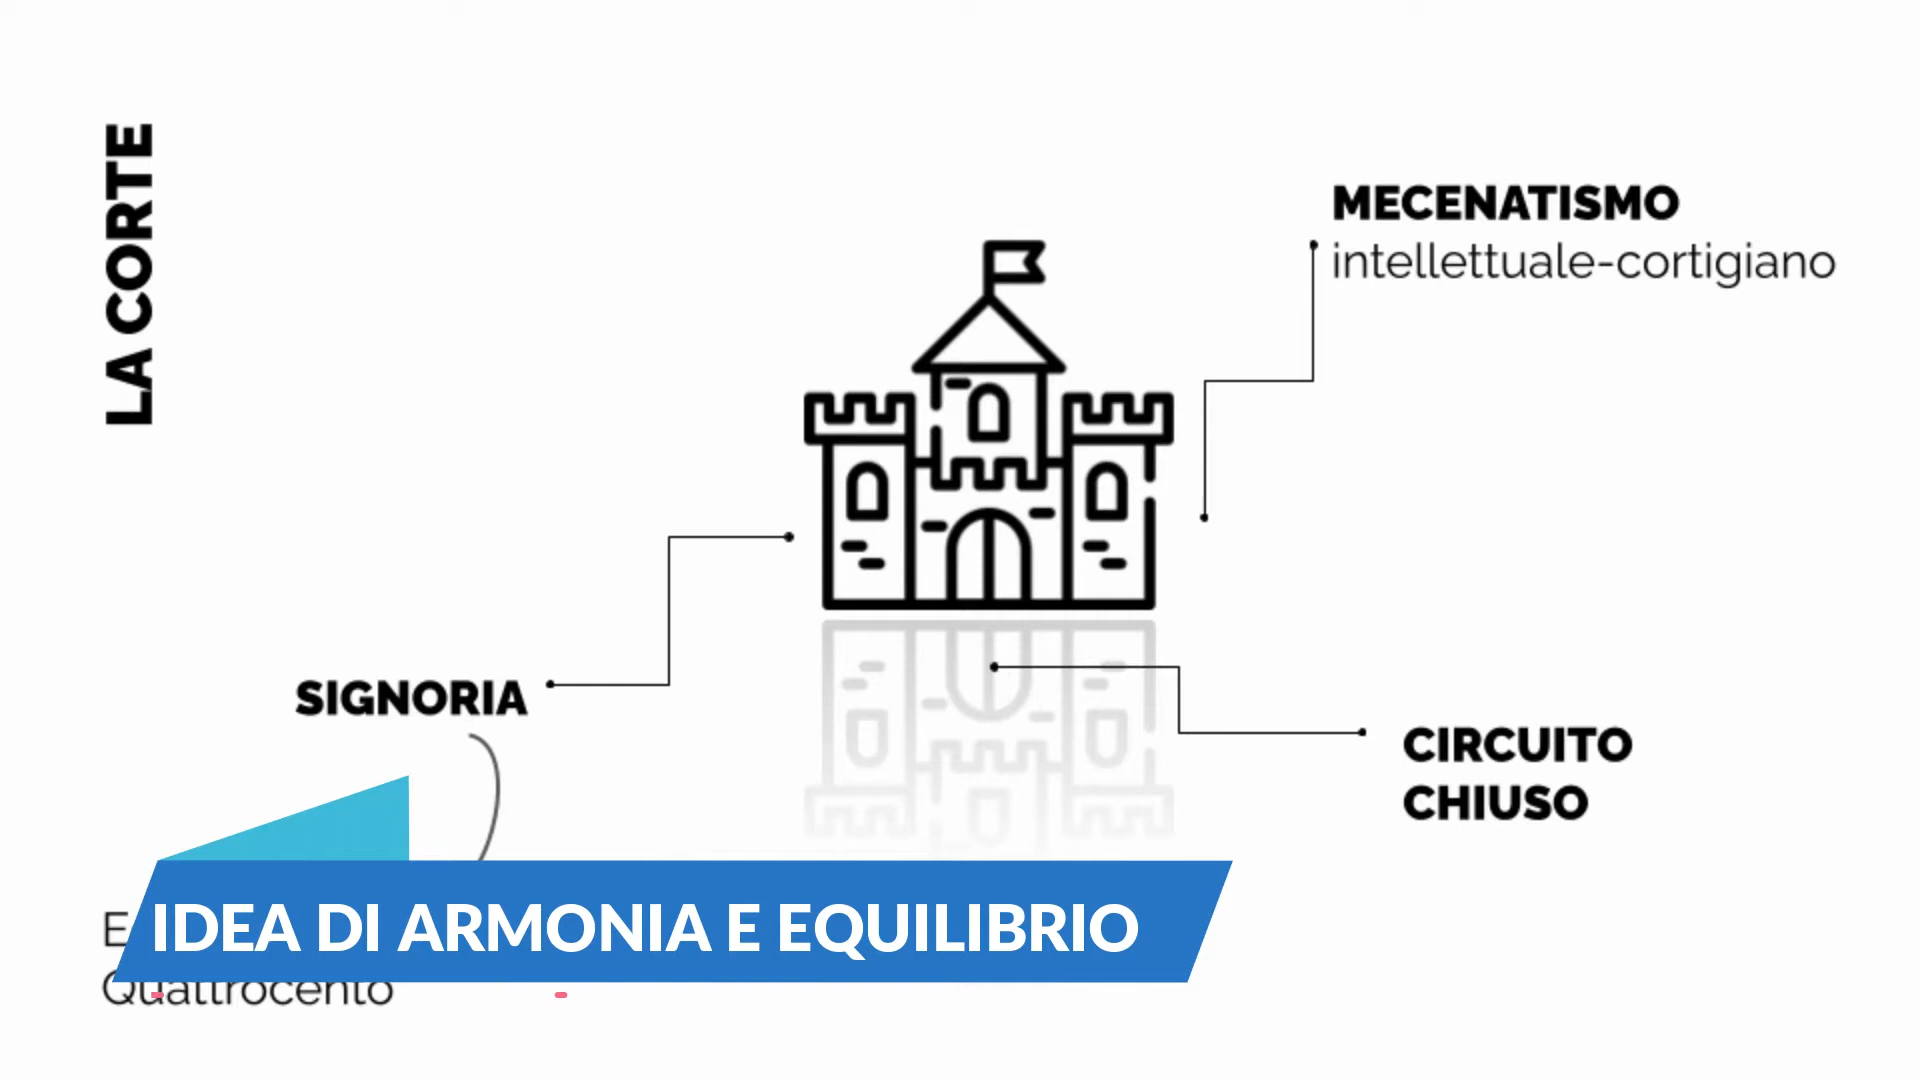 LA CORTE
MECENATISMO
intellettuale-cortigiano
SIGNORIA
CIRCUITO
CHIUSO
IDEA DI ARMONIA E EQUILIBRIO
Quattrocento